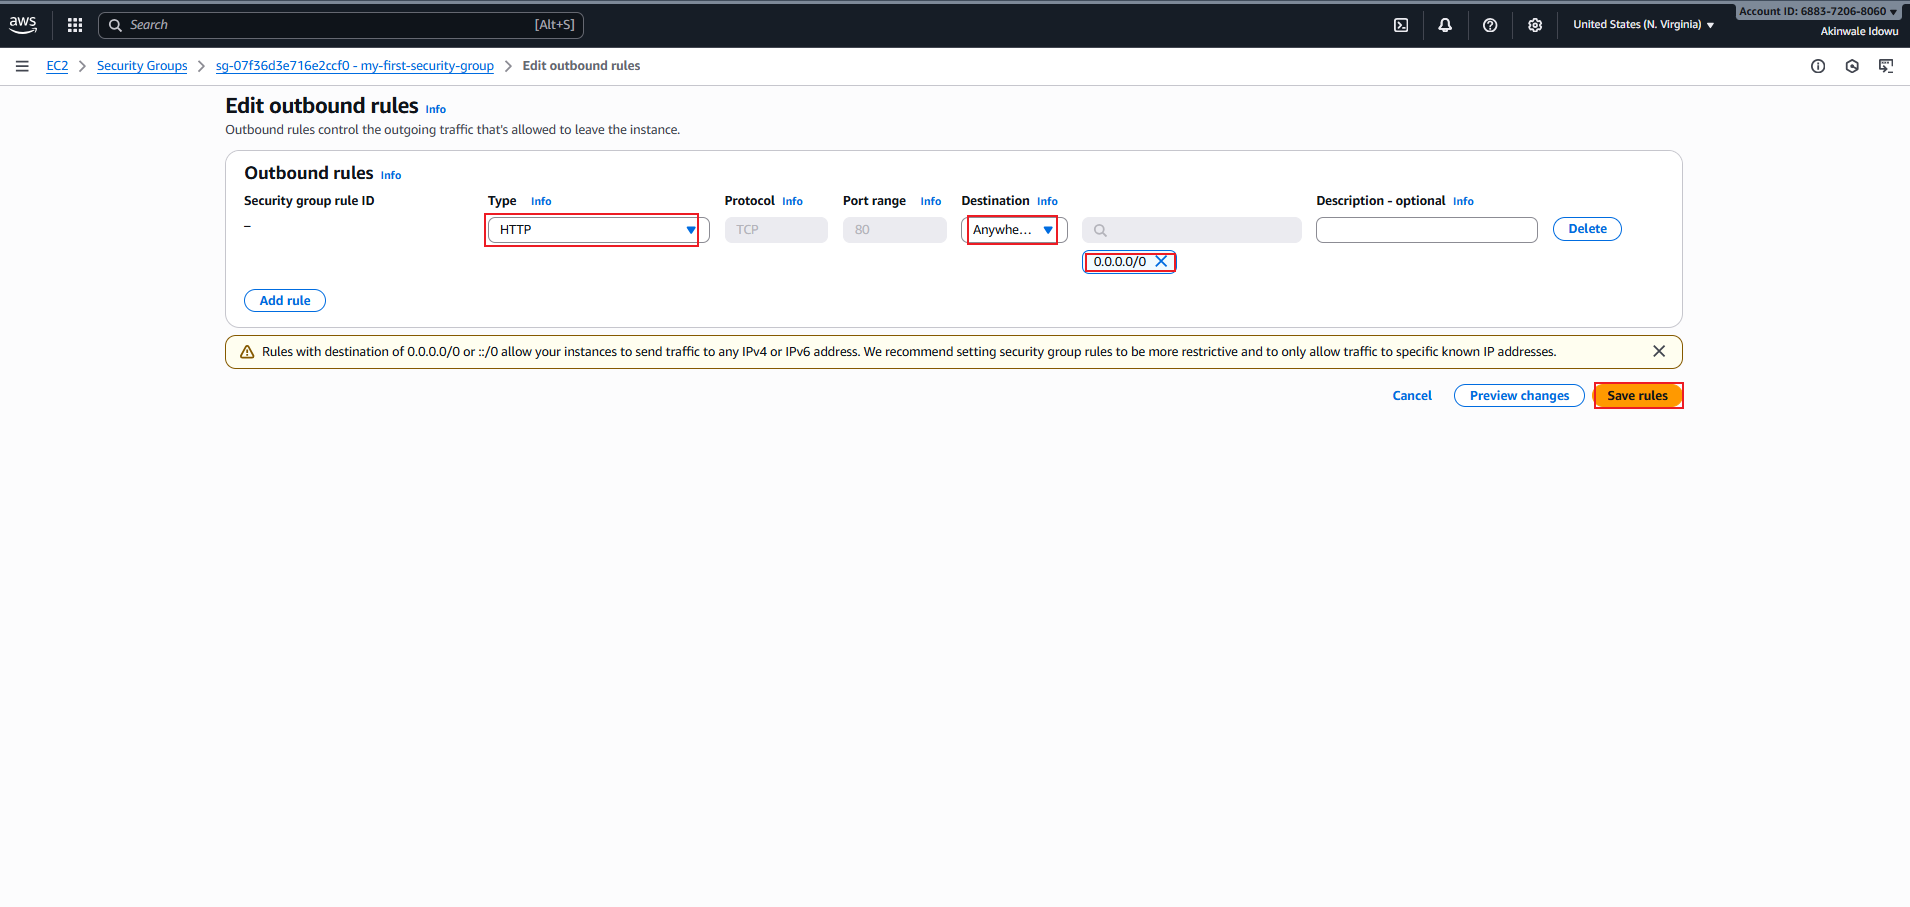 aws
Search [Alt+S]
United States (N. Virginia)
Account ID: 6883-7206-8060
Akinwale Idowu
EC2 Security Groups sg-07f36d3e716e2ccf0 - my-first-security-group Edit outbound rules
Edit outbound rules Info
Outbound rules control the outgoing traffic that's allowed to leave the instance.
Outbound rules Info
Security group rule ID Type Info Protocol Info Port range Info Destination Info Description - optional Info
– HTTP TCP 80 Anywhe... Delete
0.0.0.0/0
Add rule
Rules with destination of 0.0.0.0/0 or ::/0 allow your instances to send traffic to any IPv4 or IPv6 address. We recommend setting security group rules to be more restrictive and to only allow traffic to specific known IP addresses.
Cancel Preview changes Save rules